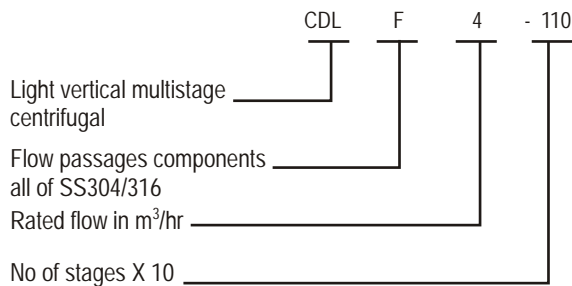 CDL F 4 - 110
Light vertical multistage
centrifugal
Flow passages components
all of SS304/316
Rated flow in m³/hr
No of stages X 10